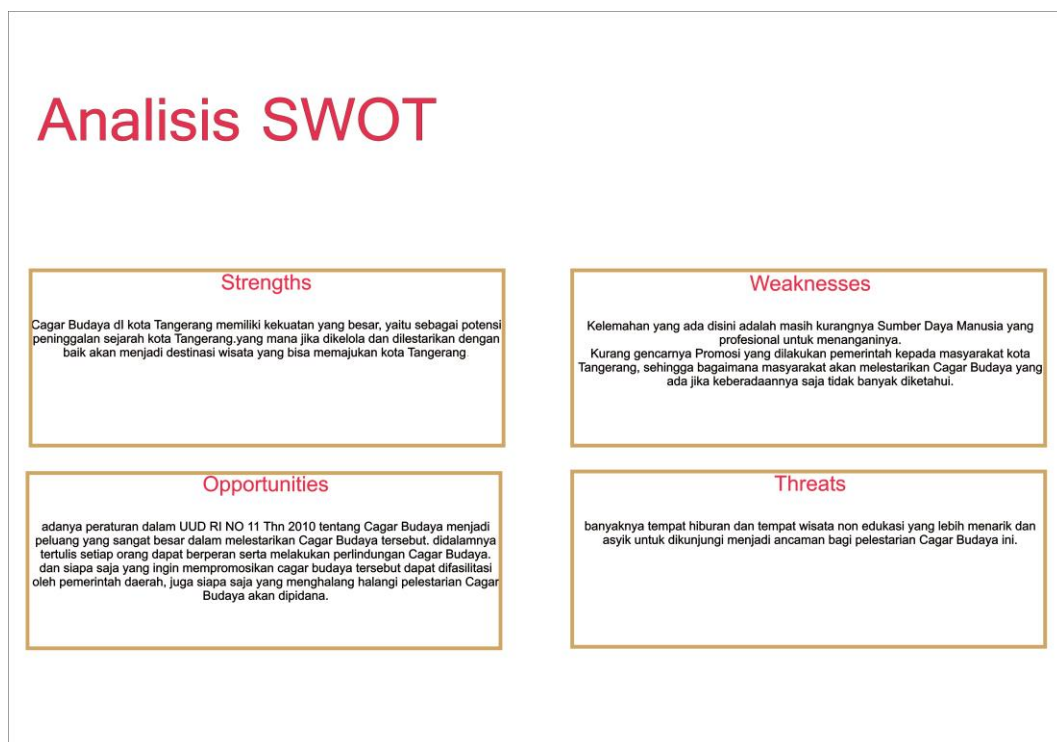 Analisis SWOT
Strengths
Cagar Budaya dI kota Tangerang memiliki kekuatan yang besar, yaitu sebagai potensi
peninggalan sejarah kota Tangerang.yang mana jika dikelola dan dilestarikan dengan
baik akan menjadi destinasi wisata yang bisa memajukan kota Tangerang
Weaknesses
Kelemahan yang ada disini adalah masih kurangnya Sumber Daya Manusia yang
profesional untuk menanganinya.
Kurang gencarnya Promosi yang dilakukan pemerintah kepada masyarakat kota
Tangerang, sehingga bagaimana masyarakat akan melestarikan Cagar Budaya yang
ada jika keberadaannya saja tidak banyak diketahui.
Opportunities
adanya peraturan dalam UUD RI NO 11 Thn 2010 tentang Cagar Budaya menjadi
peluang yang sangat besar dalam melestarikan Cagar Budaya tersebut. didalamnya
tertulis setiap orang dapat berperan serta melakukan perlindungan Cagar Budaya.
dan siapa saja yang ingin mempromosikan cagar budaya tersebut dapat difasilitasi
oleh pemerintah daerah, juga siapa saja yang menghalang halangi pelestarian Cagar
Budaya akan dipidana.
Threats
banyaknya tempat hiburan dan tempat wisata non edukasi yang lebih menarik dan
asyik untuk dikunjungi menjadi ancaman bagi pelestarian Cagar Budaya ini.